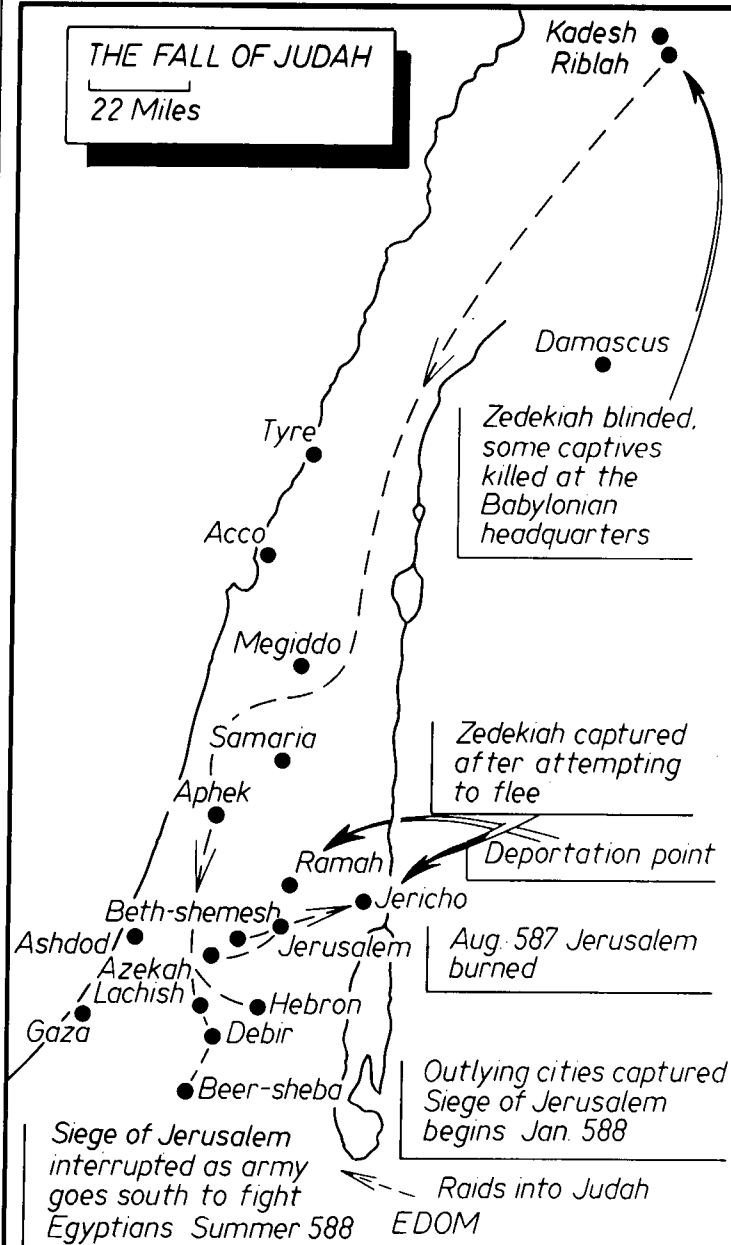 THE FALL OF JUDAH
22 Miles
Kadesh
Riblah
Damascus
Zedekiah blinded,
some captives
killed at the
Babylonian
headquarters
Tyre
Acco
Megiddo
Samaria
Aphek
Zedekiah captured
after attempting
to flee
Deportation point
Ramah
Jericho
Beth-shemesh
Jerusalem
Ashdod
Azekah
Aug. 587 Jerusalem
burned
Lachish
Hebron
Gaza
Debir
Beer-sheba
Outlying cities captured
Siege of Jerusalem
begins Jan. 588
Siege of Jerusalem
interrupted as army
goes south to fight
Egyptians Summer 588
Raids into Judah
EDOM